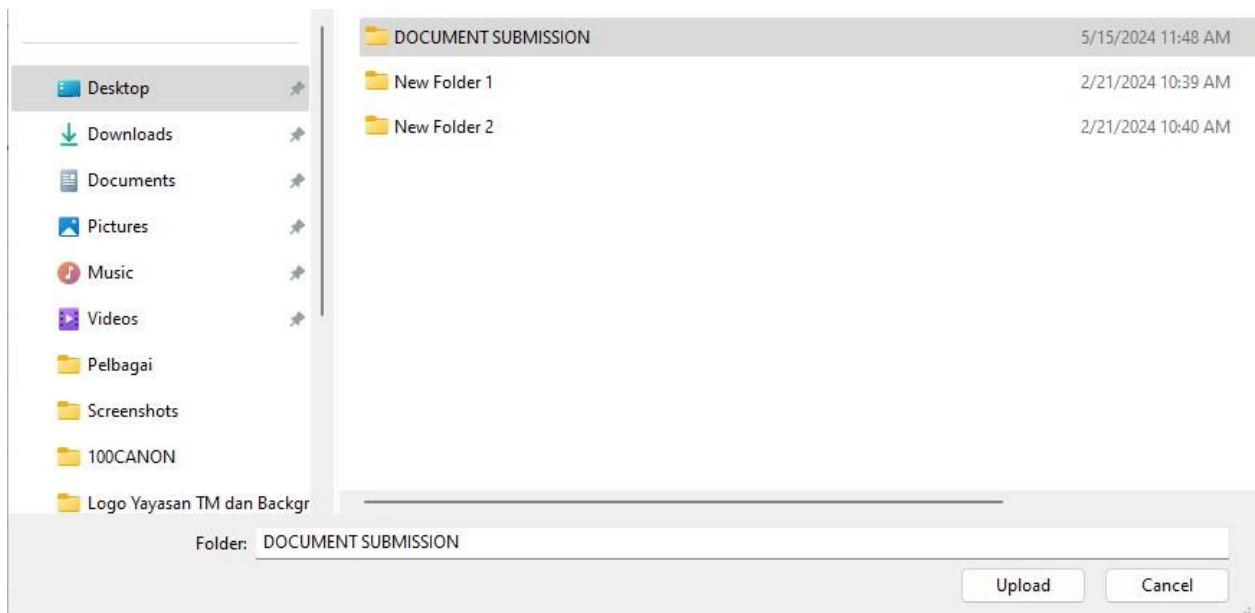 Desktop
Downloads
Documents
Pictures
Music
Videos
Pelbagai
Screenshots
100CANON
Logo Yayasan TM dan Backgr
DOCUMENT SUBMISSION 5/15/2024 11:48 AM
New Folder 1 2/21/2024 10:39 AM
New Folder 2 2/21/2024 10:40 AM
Folder: DOCUMENT SUBMISSION
Upload Cancel